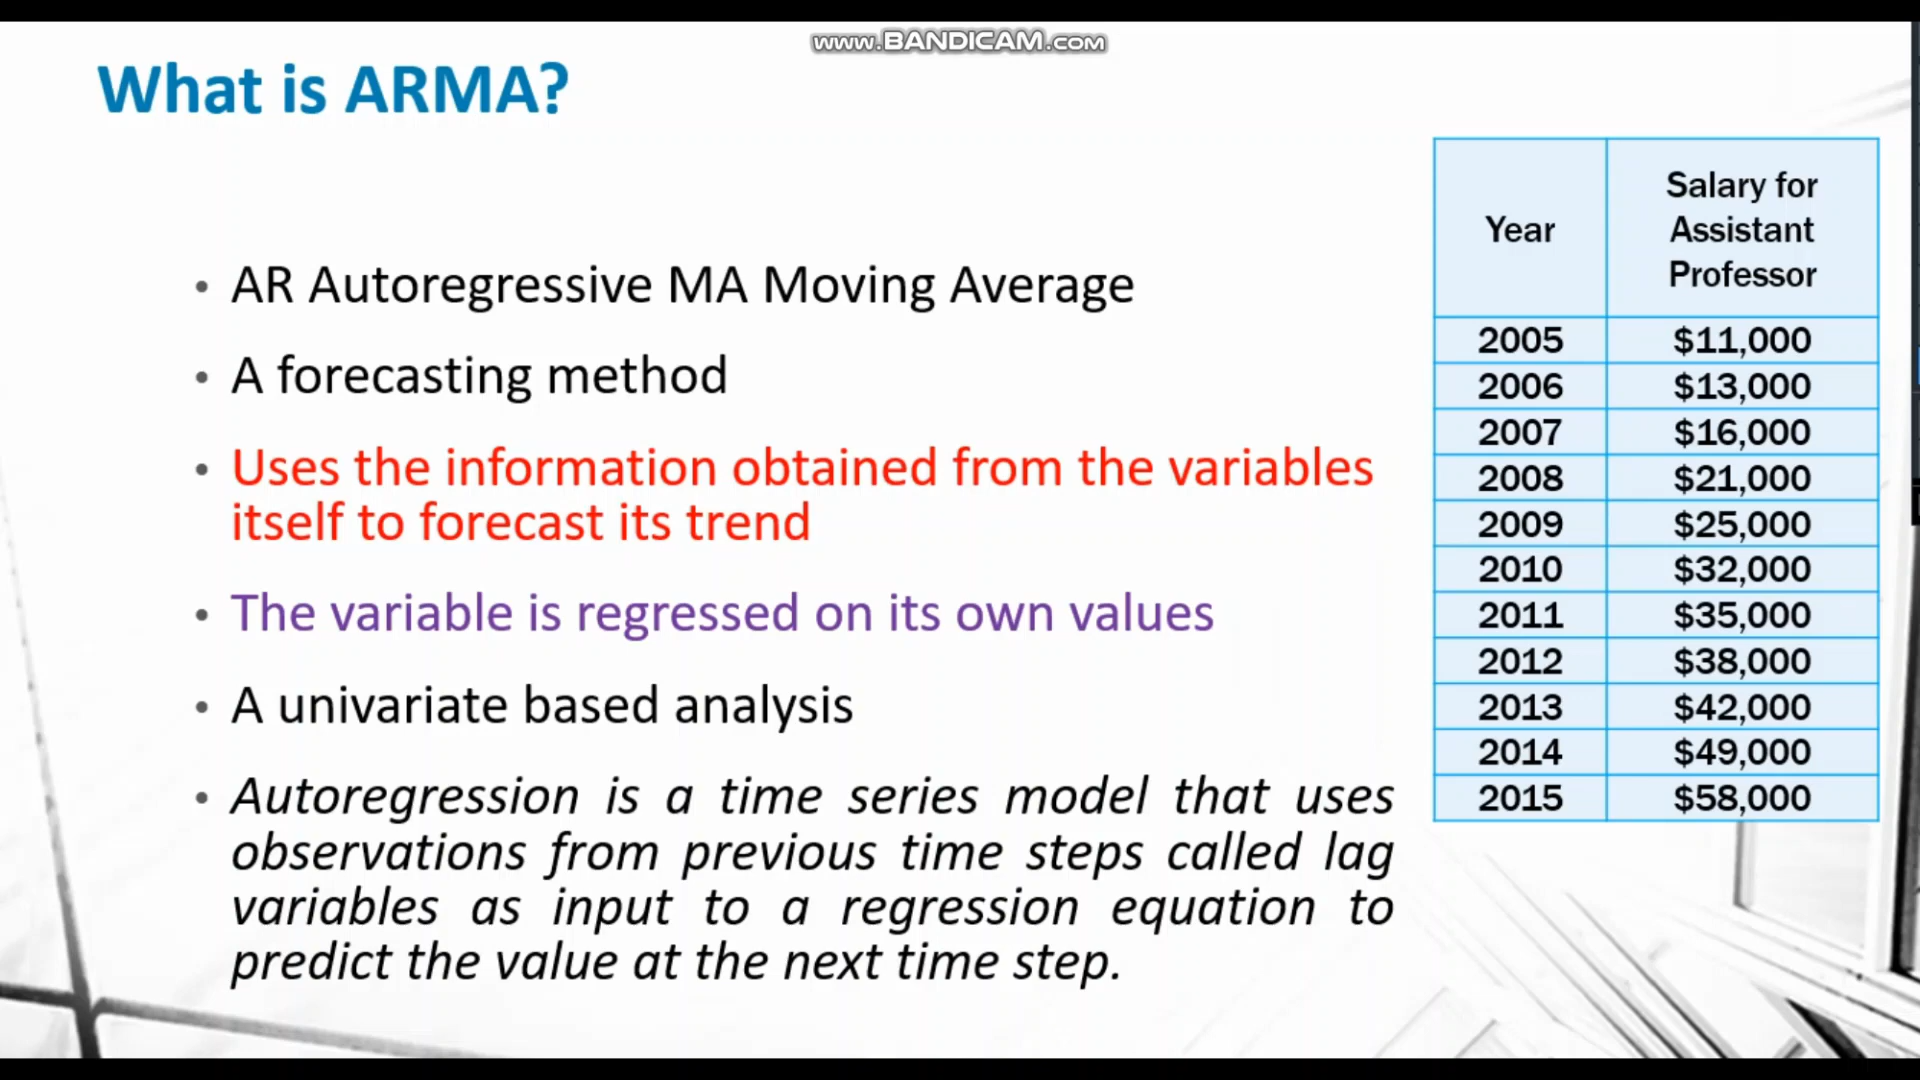 www.BANDICAM.com
What is ARMA?
• AR Autoregressive MA Moving Average
• A forecasting method
• Uses the information obtained from the variables
itself to forecast its trend
• The variable is regressed on its own values
• A univariate based analysis
• Autoregression is a time series model that uses
observations from previous time steps called lag
variables as input to a regression equation to
predict the value at the next time step.
Year
Salary for
Assistant
Professor
2005 $11,000
2006 $13,000
2007 $16,000
2008 $21,000
2009 $25,000
2010 $32,000
2011 $35,000
2012 $38,000
2013 $42,000
2014 $49,000
2015 $58,000